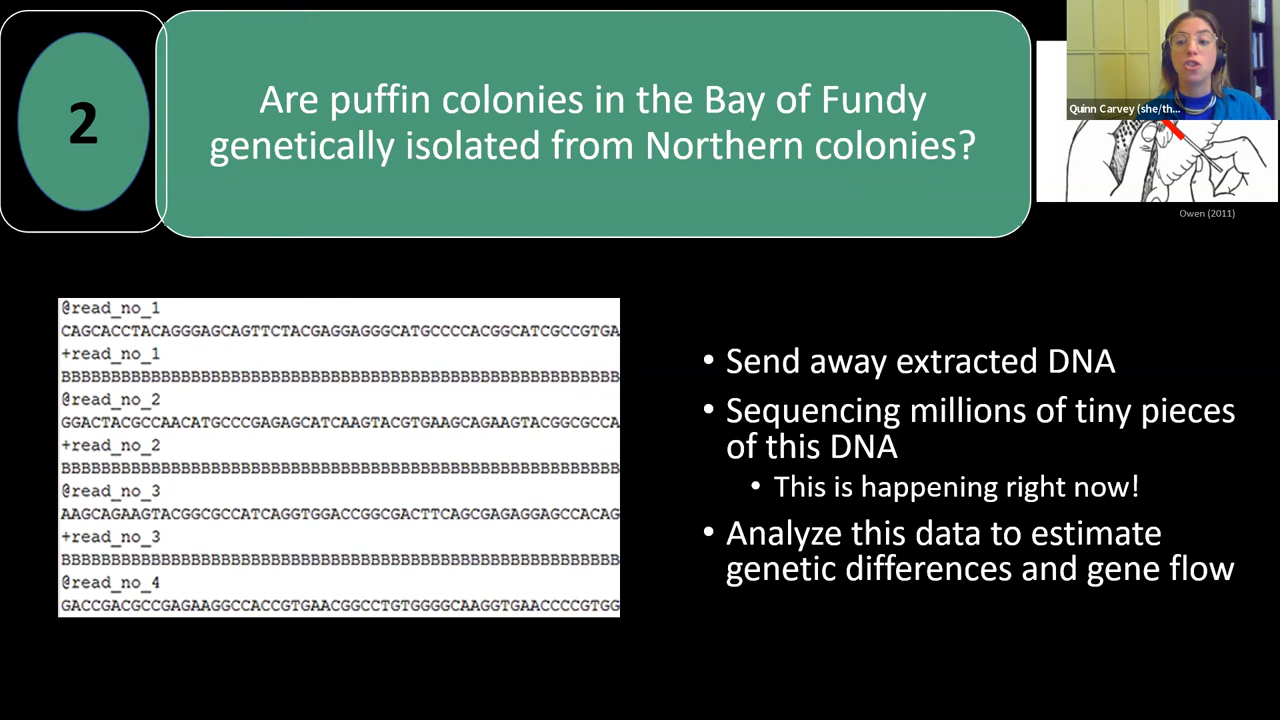 2
Are puffin colonies in the Bay of Fundy
genetically isolated from Northern colonies?
Quinn Carvey (she/th...
Owen (2011)
@read_no_1
CAGCACCTACAGGGAGCAGTTCTACGAGGAGGGCATGCCCCACGGCATCGCCGTGA
+read_no_1
BBBBBBBBBBBBBBBBBBBBBBBBBBBBBBBBBBBBBBBBBBBBBBBBBBBBBBBB
@read_no_2
GGACTACGCCAACATGCCCGAGAGCATCAAGTACGTGAAGCAGAAGTACGGCGCCA
+read_no_2
BBBBBBBBBBBBBBBBBBBBBBBBBBBBBBBBBBBBBBBBBBBBBBBBBBBBBBBB
@read_no_3
AAGCAGAAGTACGGCGCCATCAGGTGGACCGGCGACTTCAGCGAGAGGAGCCACAG
+read_no_3
BBBBBBBBBBBBBBBBBBBBBBBBBBBBBBBBBBBBBBBBBBBBBBBBBBBBBBBB
@read_no_4
GACCGACGCCGAGAAGGCCACCGTGAACGGCCTGTGGGGCAAGGTGAACCCCGTGG
• Send away extracted DNA
• Sequencing millions of tiny pieces
of this DNA
• This is happening right now!
• Analyze this data to estimate
genetic differences and gene flow